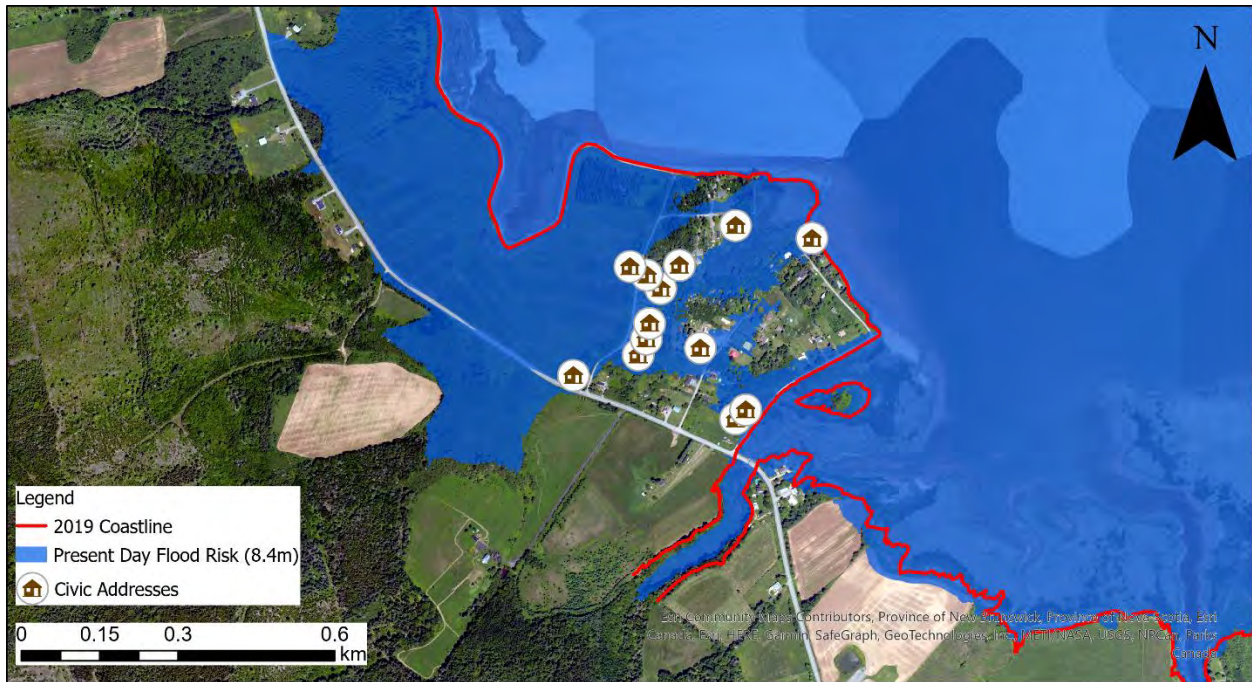 N
Legend
2019 Coastline
Present Day Flood Risk (8.4m)
Civic Addresses
0 0.15 0.3 0.6
km
Esri Community Maps Contributors, Province of New Brunswick, Province of Nova Scotia, Esri
Canada, Esri, HERE, Garmin, SafeGraph, GeoTechnologies, Inc, METI/NASA, USGS, NRCan, Parks
Canada